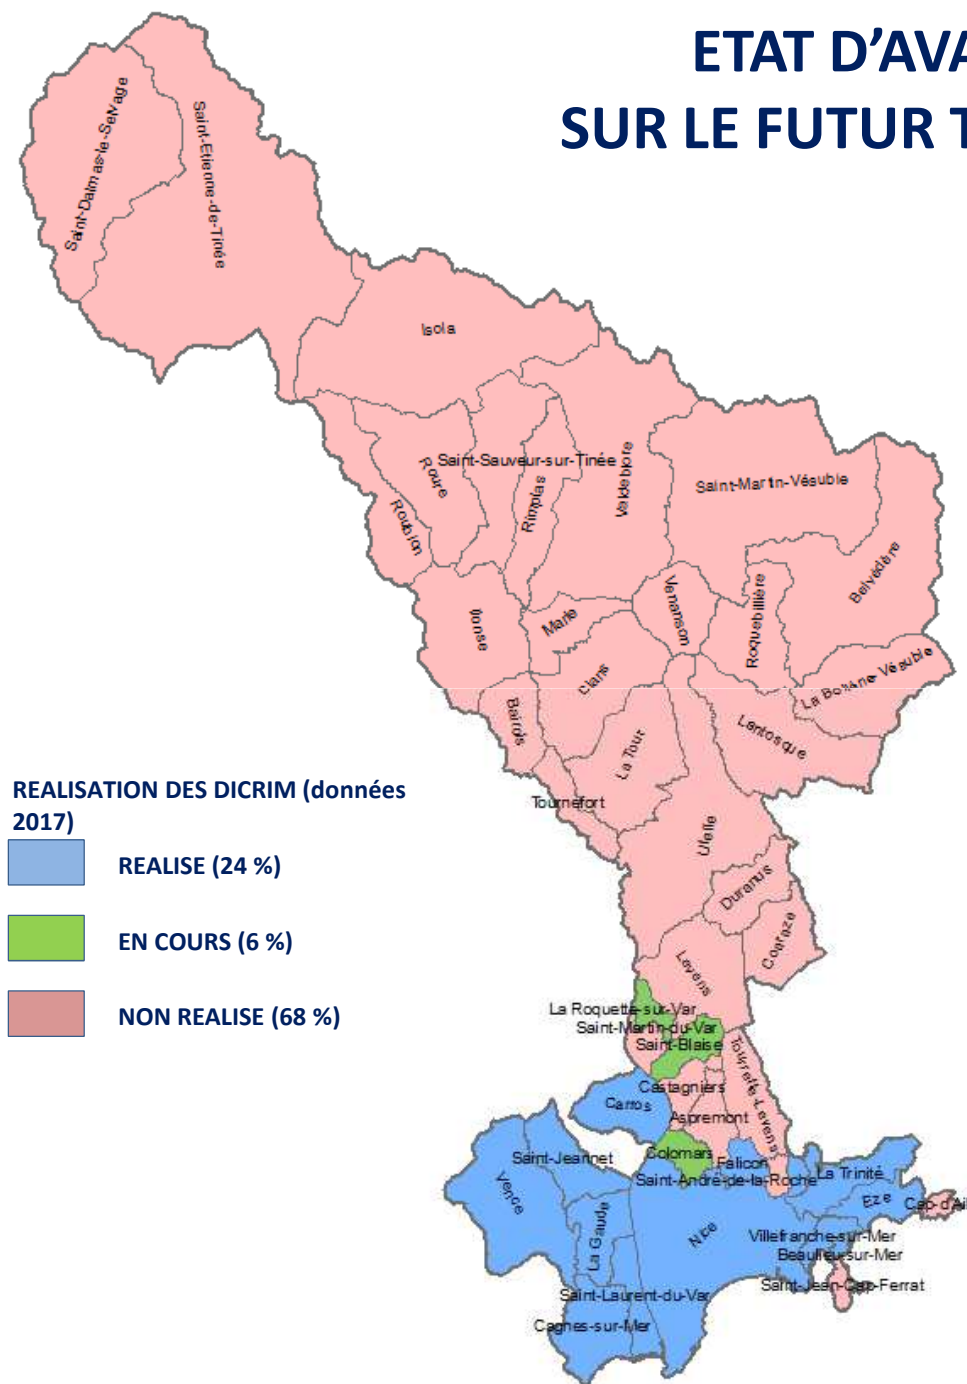 ETAT D’AVA
SUR LE FUTUR T
Saint-Dalmas-le-Selvage
Saint-Etienne-de-Tinée
Isola
Roure
Saint-Sauveur-sur-Tinée
Rimplas
Valdeblore
Saint-Martin-Vésubie
Roubion
Belvédère
Ilonse
Marie
Venanson
Roquebillière
Clans
La Bollène-Vésubie
Bairols
La Tour
Lantosque
Tournefort
Utelle
Duranus
Coaraze
Levens
REALISATION DES DICRIM (données
2017)
REALISE (24 %)
EN COURS (6 %)
NON REALISE (68 %)
La Roquette-sur-Var
Saint-Martin-du-Var
Saint-Blaise
Tourrette-Levens
Castagniers
Carros
Aspremont
Colomars
Falicon
Saint-Jeannet
Saint-André-de-la-Roche
La Trinité
Vence
Eze
Cap-d'Ail
La Gaude
Nice
Villefranche-sur-Mer
Beaulieu-sur-Mer
Saint-Jean-Cap-Ferrat
Saint-Laurent-du-Var
Cagnes-sur-Mer